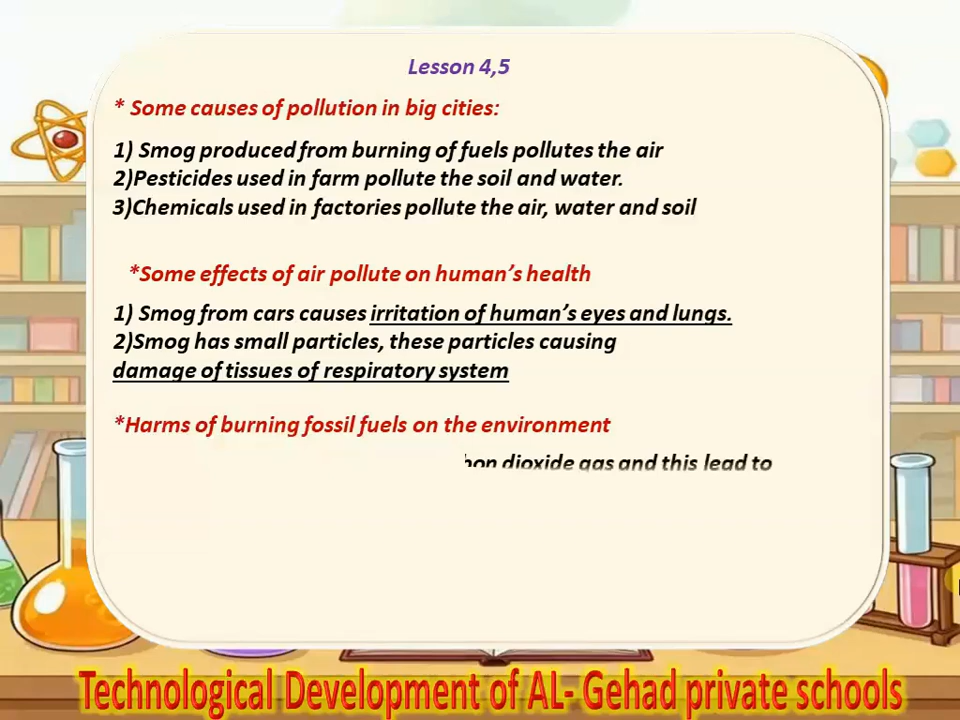 Lesson 4,5
* Some causes of pollution in big cities:
1) Smog produced from burning of fuels pollutes the air
2)Pesticides used in farm pollute the soil and water.
3)Chemicals used in factories pollute the air, water and soil
*Some effects of air pollute on human's health
1) Smog from cars causes irritation of human's eyes and lungs.
2)Smog has small particles, these particles causing
damage of tissues of respiratory system
*Harms of burning fossil fuels on the environment
dioxide gas and this lead to
Technological Development of AL- Gehad private schools